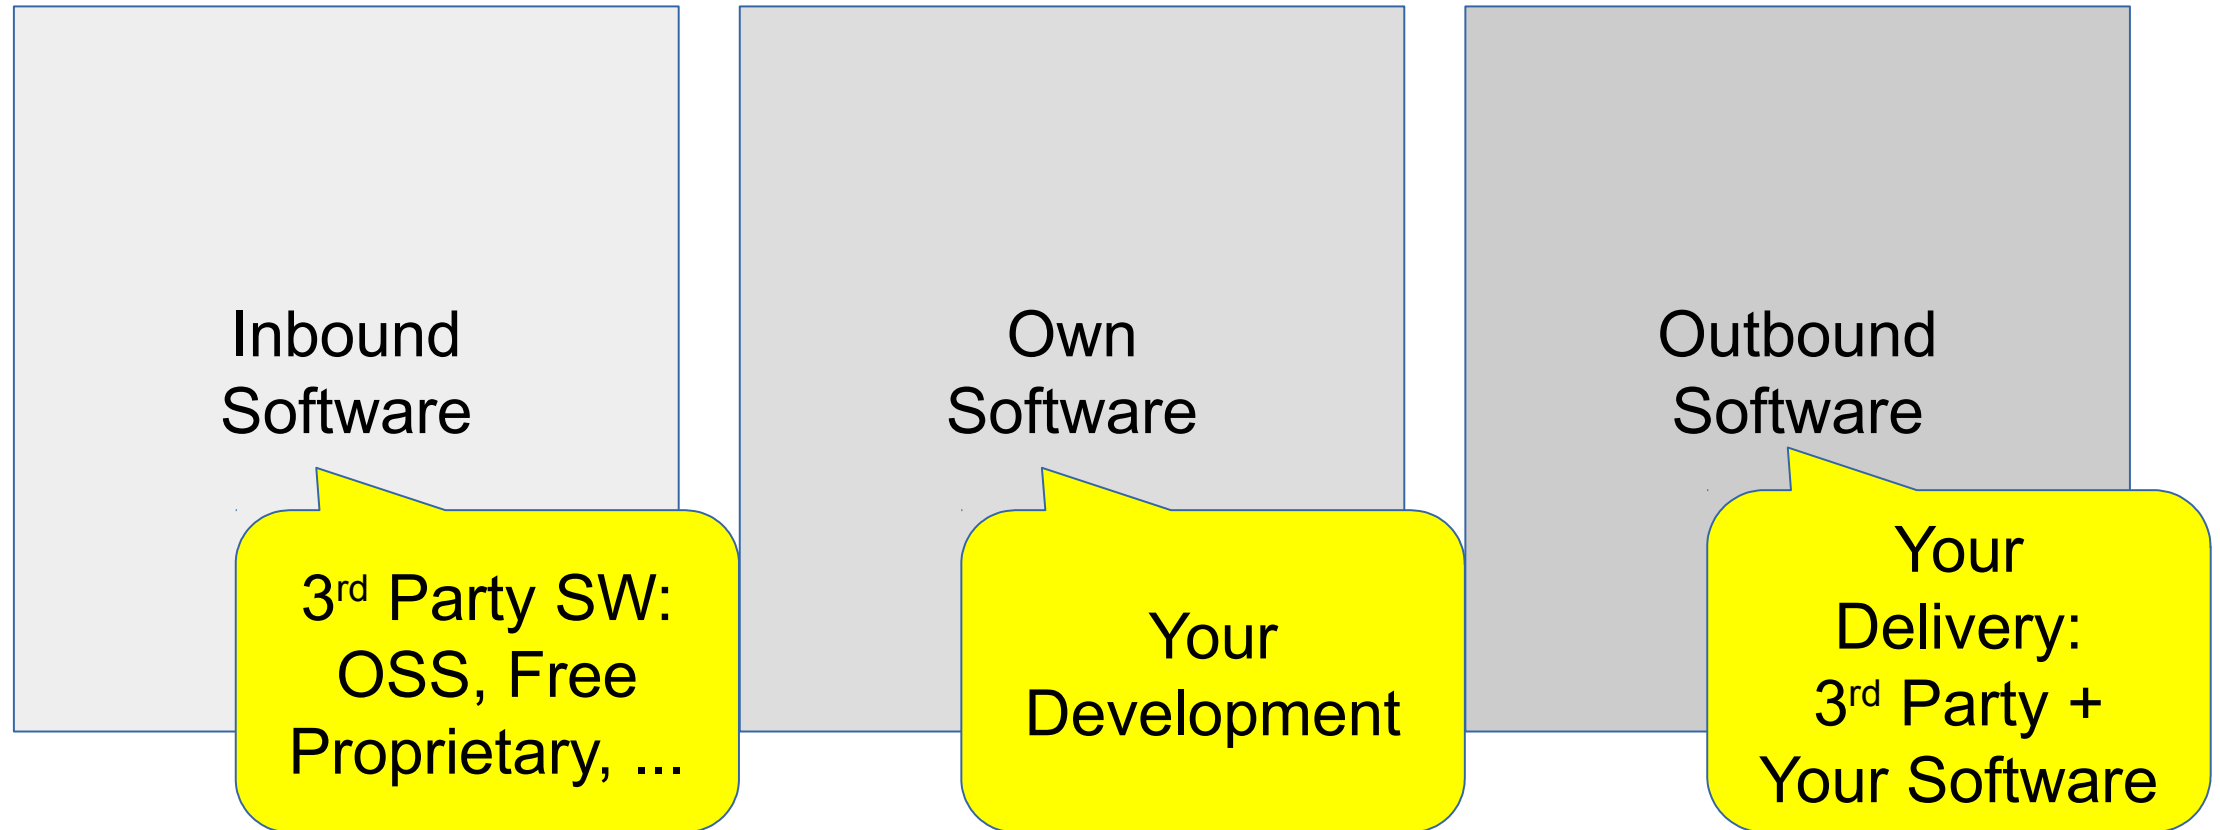 Inbound
Software
Own
Software
Outbound
Software
3rd Party SW:
OSS, Free
Proprietary, ...
Your
Development
Your
Delivery:
3rd Party +
Your Software